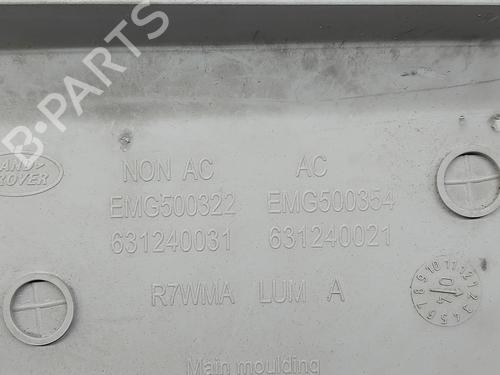 B-PARTS
LAND ROVER
NON AC AC
EMG500322 EMG500354
631240031 631240021
R7WMA LUM A
Main moulding